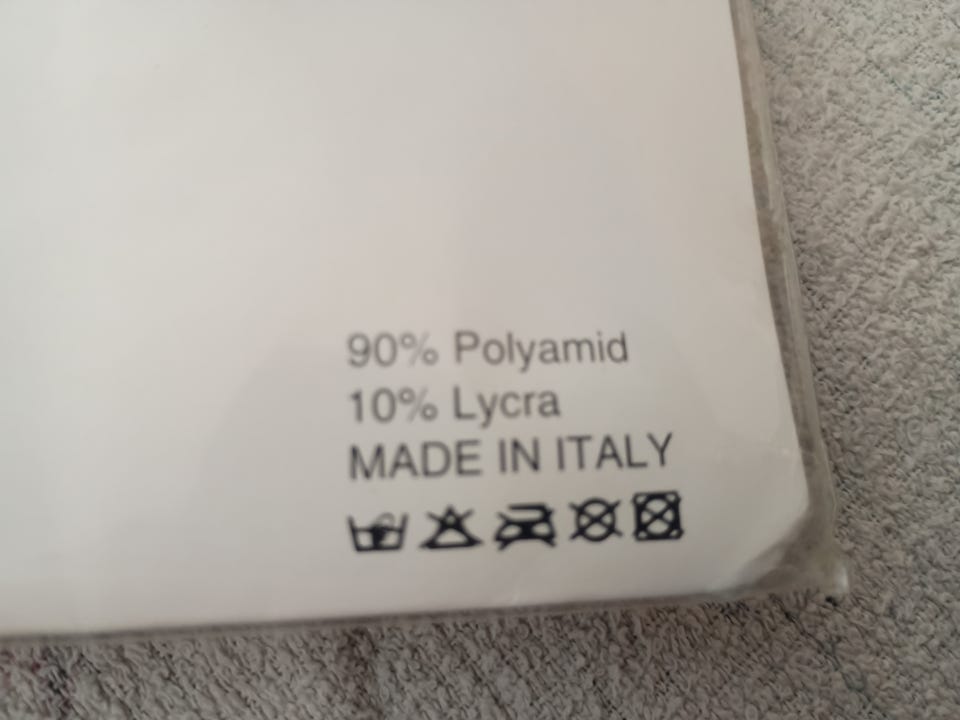 90% Polyamid
10% Lycra
MADE IN ITALY